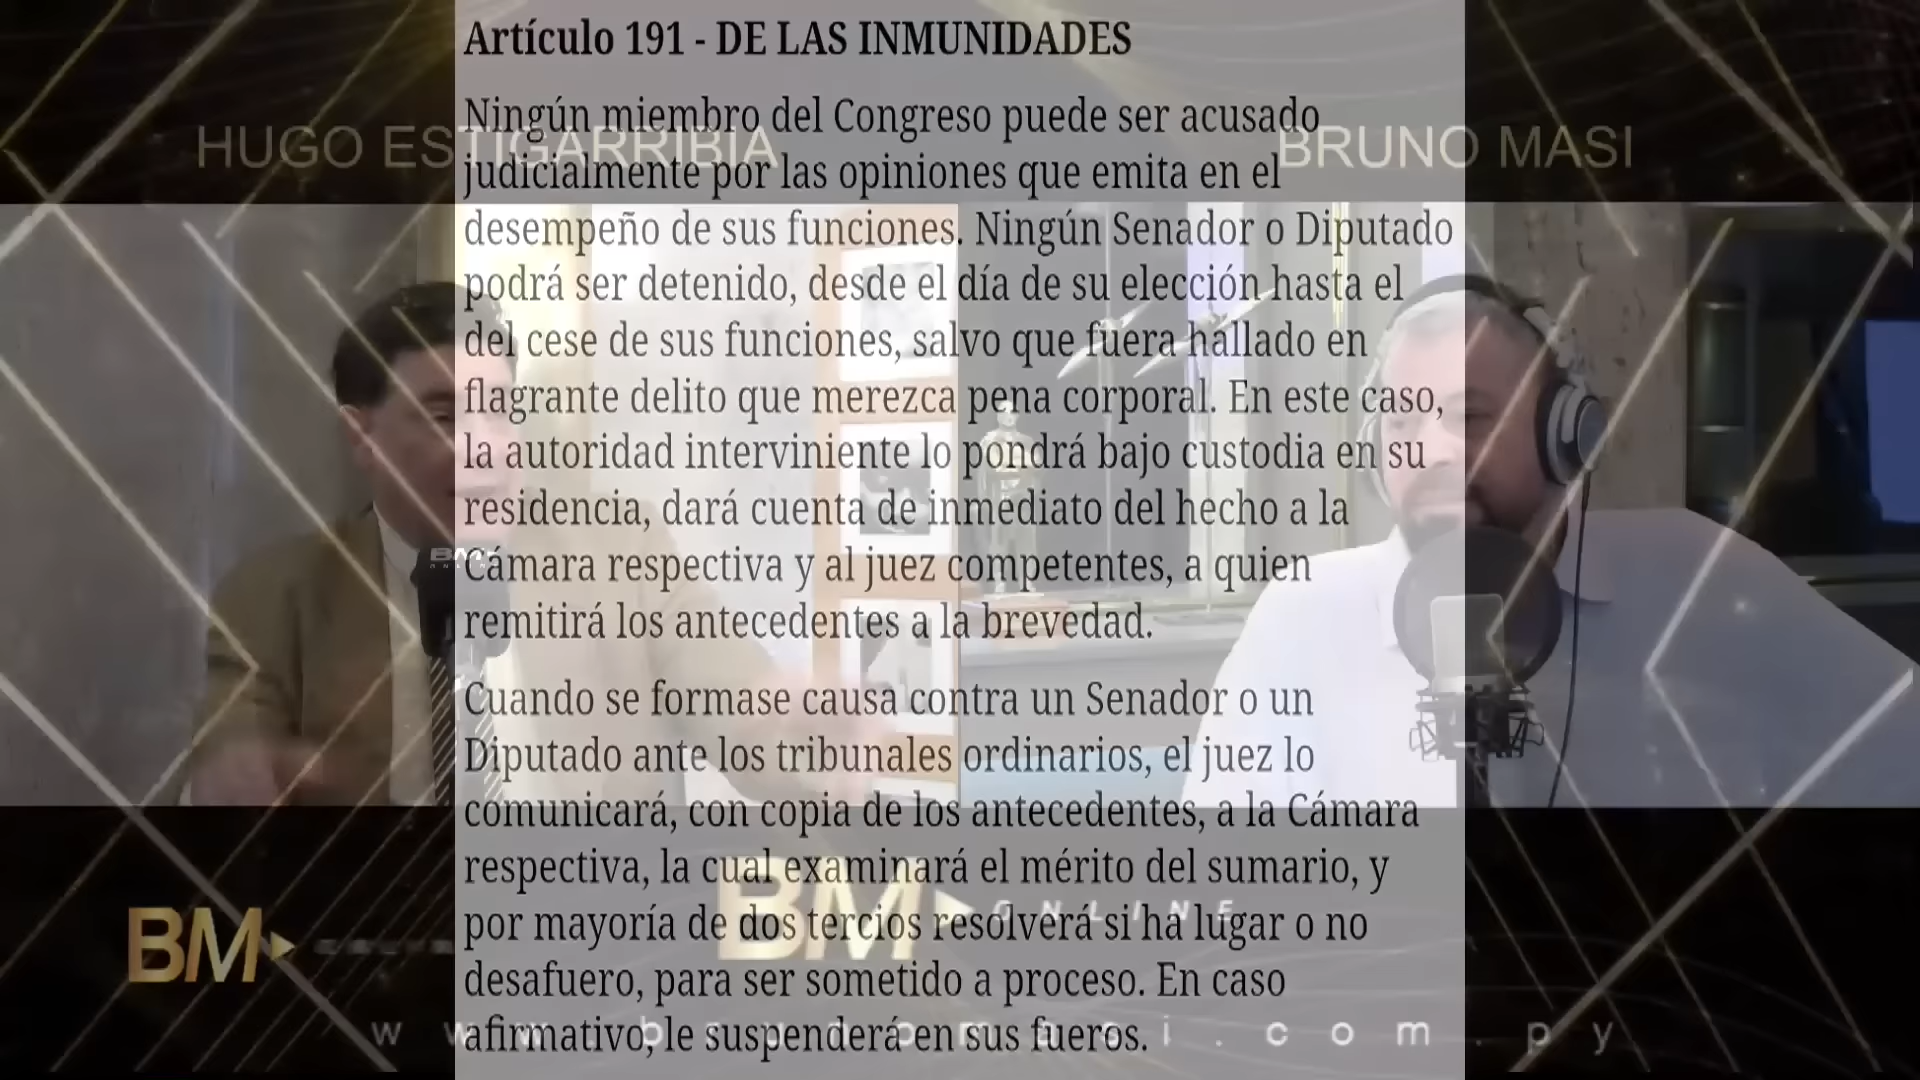 Artículo 191 - DE LAS INMUNIDADES
Ningún miembro del Congreso puede ser acusado
HUGO ESTIGARRIBIA
BRUNO MASI
judicialmente por las opiniones que emita en el
desempeño de sus funciones. Ningún Senador o Diputado
podrá ser detenido, desde el día de su elección hasta el
del cese de sus funciones, salvo que fuera hallado en
flagrante delito que merezca pena corporal. En este caso,
la autoridad interviniente lo pondrá bajo custodia en su
residencia, dará cuenta de inmediato del hecho a la
Cámara respectiva y al juez competentes, a quien
remitirá los antecedentes a la brevedad.
Cuando se formase causa contra un Senador o un
Diputado ante los tribunales ordinarios, el juez lo
comunicará, con copia de los antecedentes, a la Cámara
respectiva, la cual examinará el mérito del sumario, y
por mayoría de dos tercios resolverá si ha lugar o no
desafuero, para ser sometido a proceso. En caso
afirmativo, le suspenderá en sus fueros.
BM
BM ONLINE
www.brunomasi.com.py